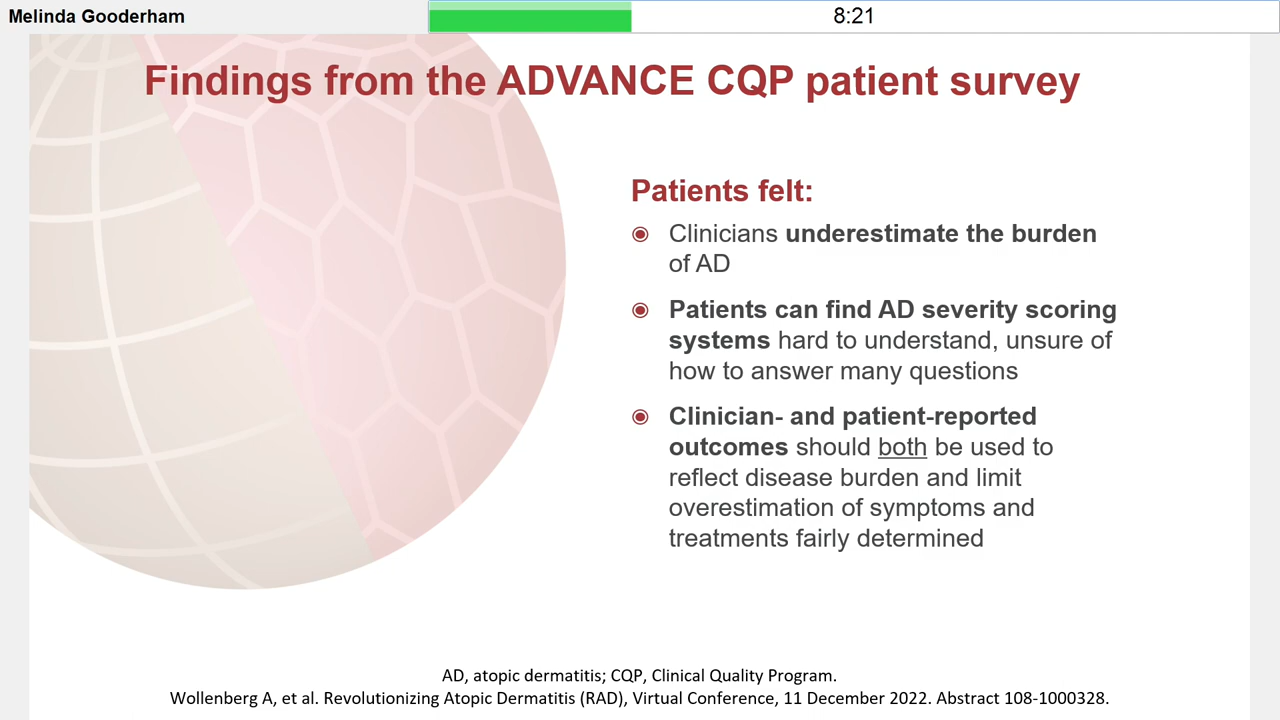 Melinda Gooderham
8:21
Findings from the ADVANCE CQP patient survey
Patients felt:
Clinicians underestimate the burden
of AD
Patients can find AD severity scoring
systems hard to understand, unsure of
how to answer many questions
Clinician- and patient-reported
outcomes should both be used to
reflect disease burden and limit
overestimation of symptoms and
treatments fairly determined
AD, atopic dermatitis; CQP, Clinical Quality Program.
Wollenberg A, et al. Revolutionizing Atopic Dermatitis (RAD), Virtual Conference, 11 December 2022. Abstract 108-1000328.